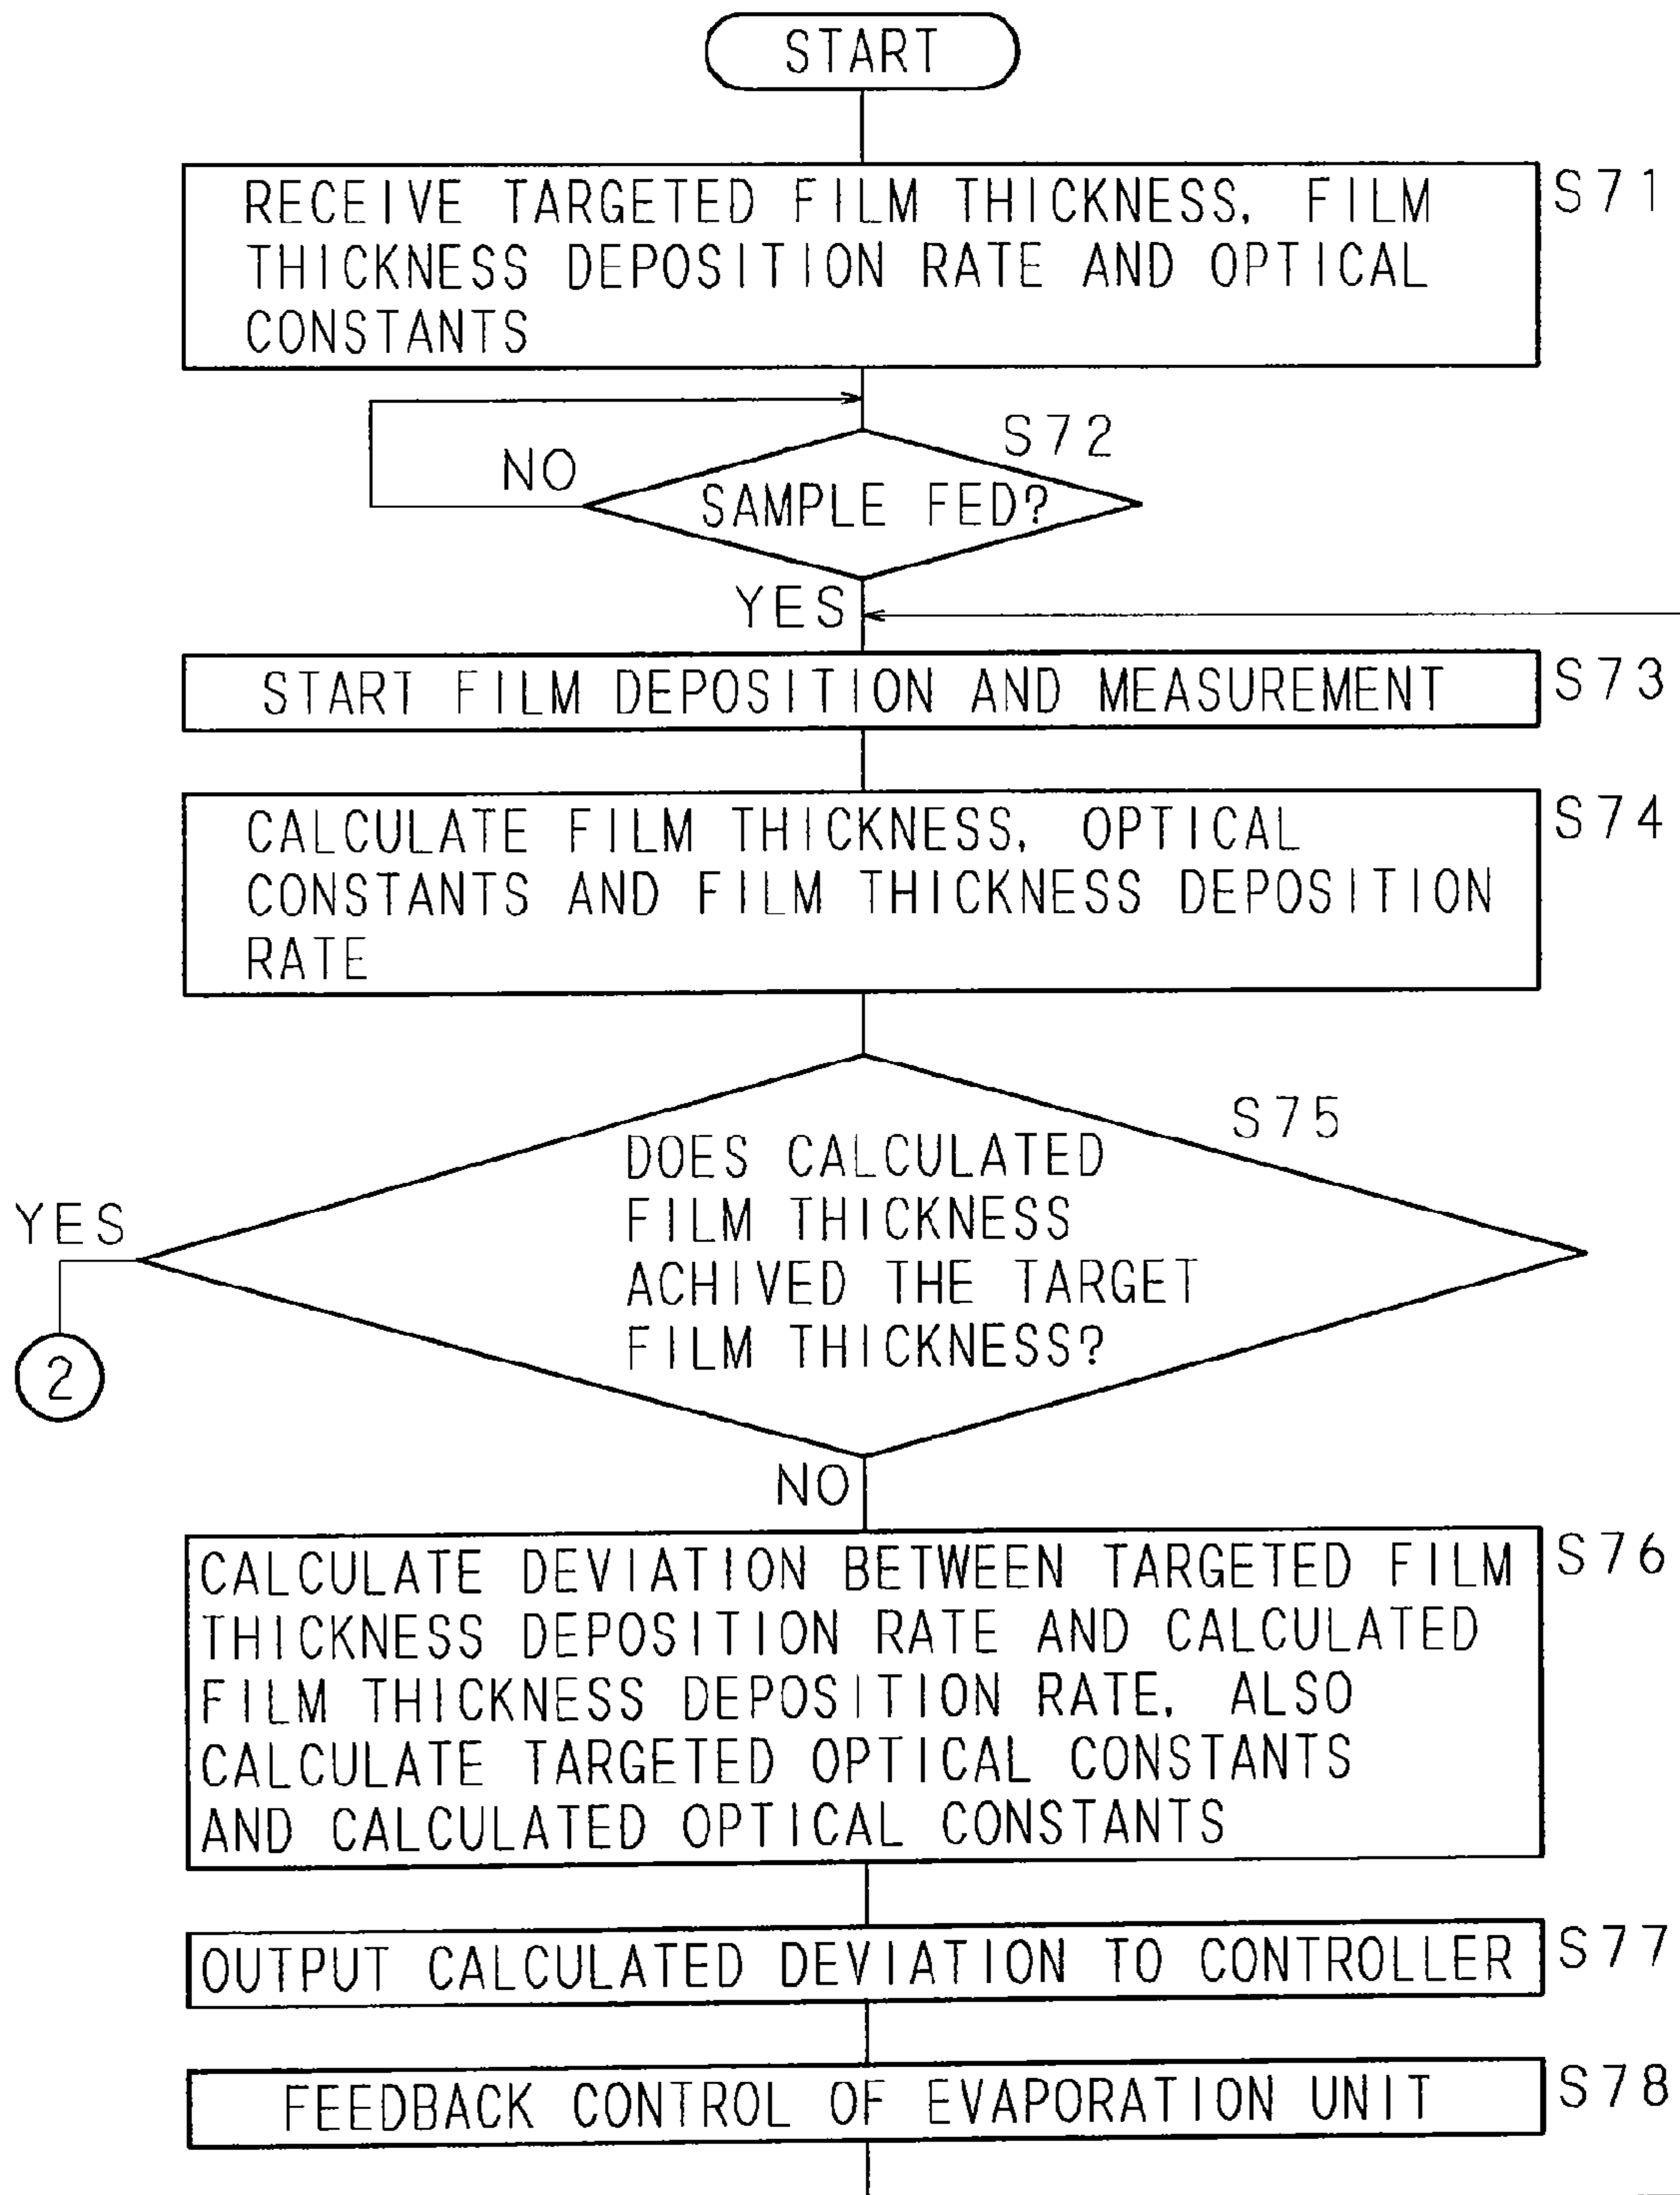 START
RECEIVE TARGETED FILM THICKNESS, FILM
THICKNESS DEPOSITION RATE AND OPTICAL
CONSTANTS
S71
S72
NO
SAMPLE FED?
YES
START FILM DEPOSITION AND MEASUREMENT
S73
CALCULATE FILM THICKNESS, OPTICAL
CONSTANTS AND FILM THICKNESS DEPOSITION
RATE
S74
S75
DOES CALCULATED
FILM THICKNESS
ACHIVED THE TARGET
FILM THICKNESS?
YES
2
NO
CALCULATE DEVIATION BETWEEN TARGETED FILM
THICKNESS DEPOSITION RATE AND CALCULATED
FILM THICKNESS DEPOSITION RATE, ALSO
CALCULATE TARGETED OPTICAL CONSTANTS
AND CALCULATED OPTICAL CONSTANTS
S76
OUTPUT CALCULATED DEVIATION TO CONTROLLER
S77
FEEDBACK CONTROL OF EVAPORATION UNIT
S78